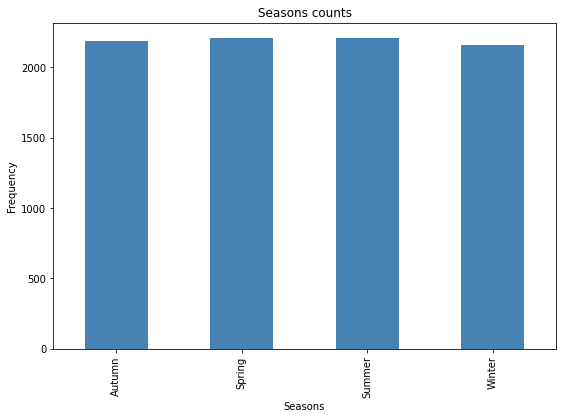 Seasons counts
Frequency
2000
1500
1000
500
0
Autumn
Spring
Summer
Winter
Seasons